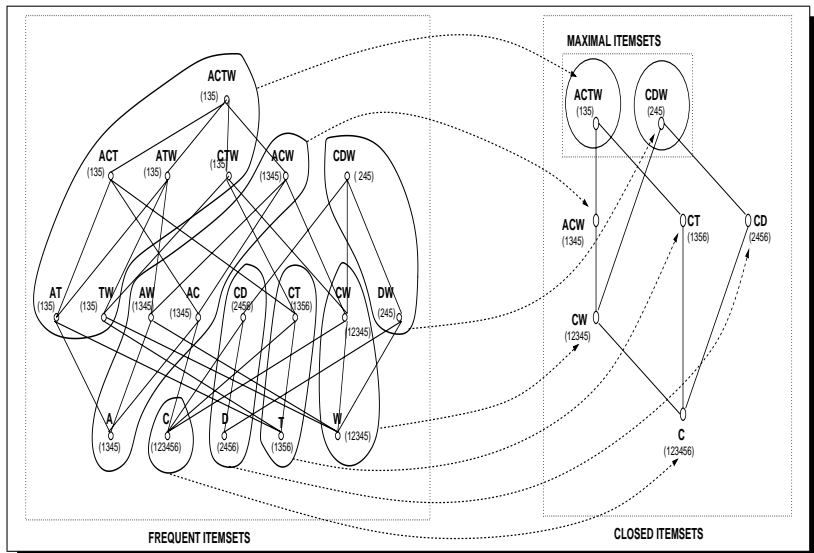 MAXIMAL ITEMSETS
ACTW
(135)
ACTW
(135)
CDW
(245)
ACT
(135)
ATW
(135)
CTW
(135)
ACW
(1345)
CDW
( 245)
ACW
(1345)
CT
(1356)
CD
(2456)
AT
(135)
TW
(135)
AW
(1345)
AC
(1345)
CD
(2456)
CT
(1356)
CW
(12345)
DW
(245)
CW
(12345)
A
(1345)
C
(123456)
D
(2456)
T
(1356)
W
(12345)
C
(123456)
FREQUENT ITEMSETS
CLOSED ITEMSETS